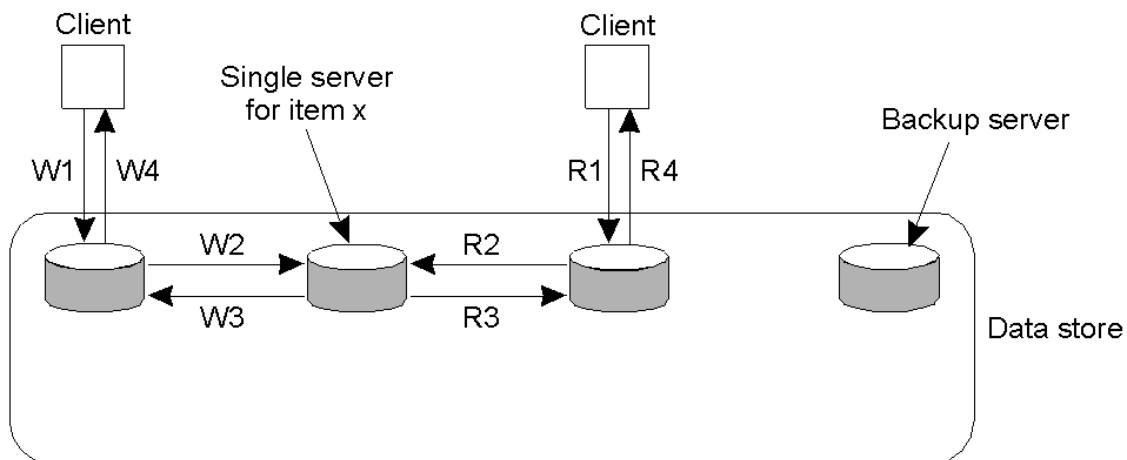 Client
Client
Single server
for item x
Backup server
W1
W4
R1
R4
W2
R2
W3
R3
Data store